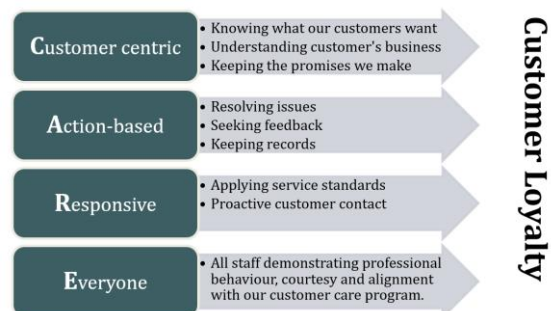 Customer centric
• Knowing what our customers want
• Understanding customer's business
• Keeping the promises we make
Action-based
• Resolving issues
• Seeking feedback
• Keeping records
Responsive
• Applying service standards
• Proactive customer contact
Everyone
• All staff demonstrating professional
behaviour, courtesy and alignment
with our customer care program.
Customer Loyalty